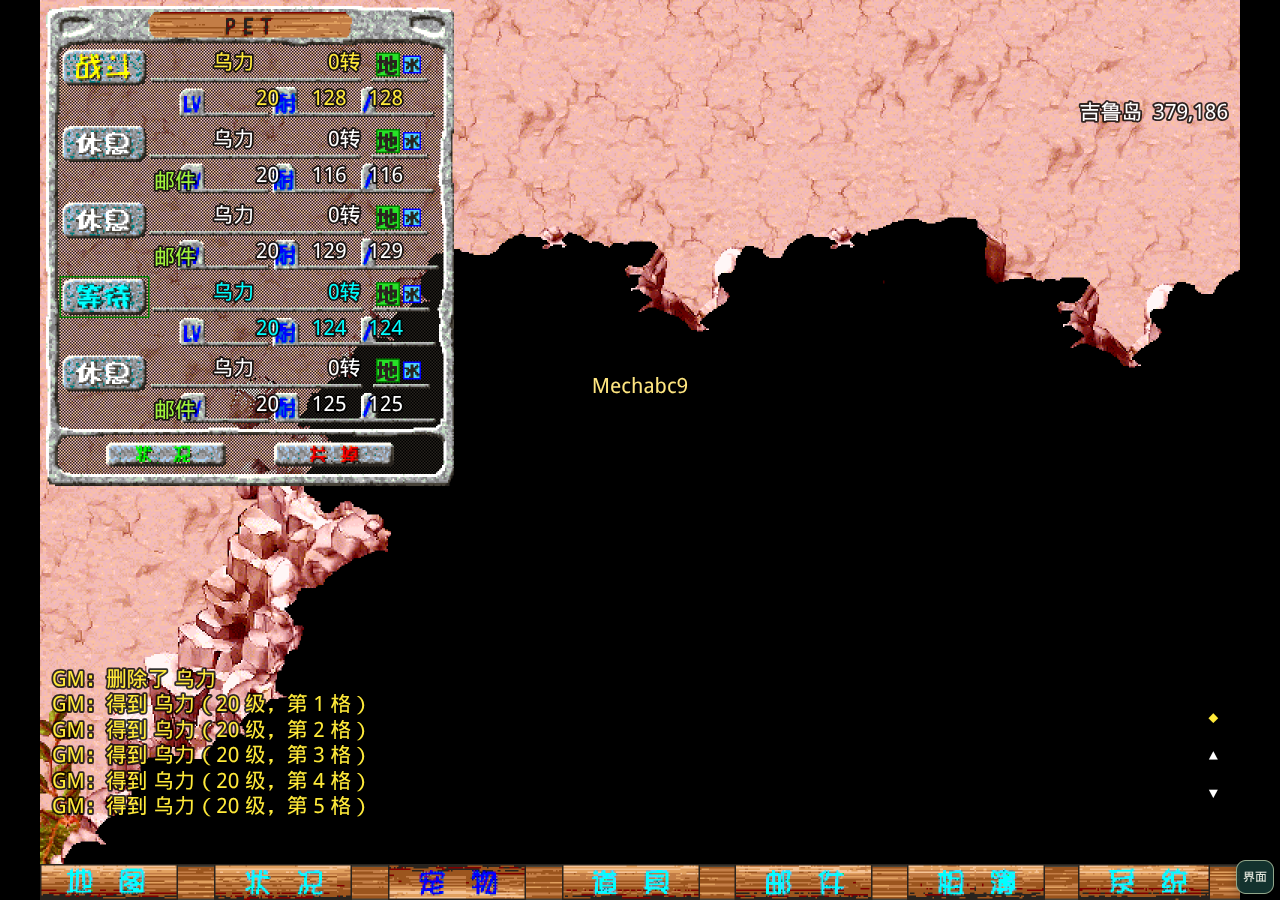 PET
战斗 乌力 0转 地 水
LV 20 耐 128 / 128
休息 乌力 0转 地 水
邮件 20 耐 116 / 116
休息 乌力 0转 地 水
邮件 20 耐 129 / 129
等待 乌力 0转 地 水
LV 20 耐 124 / 124
休息 乌力 0转 地 水
邮件 20 耐 125 / 125
状况
吉鲁岛 379,186
Mechabc9
GM：删除了 乌力
GM：得到 乌力（20 级，第 1 格）
GM：得到 乌力（20 级，第 2 格）
GM：得到 乌力（20 级，第 3 格）
GM：得到 乌力（20 级，第 4 格）
GM：得到 乌力（20 级，第 5 格）
地图 状况 宠物 道具 邮件 相簿 系统
界面